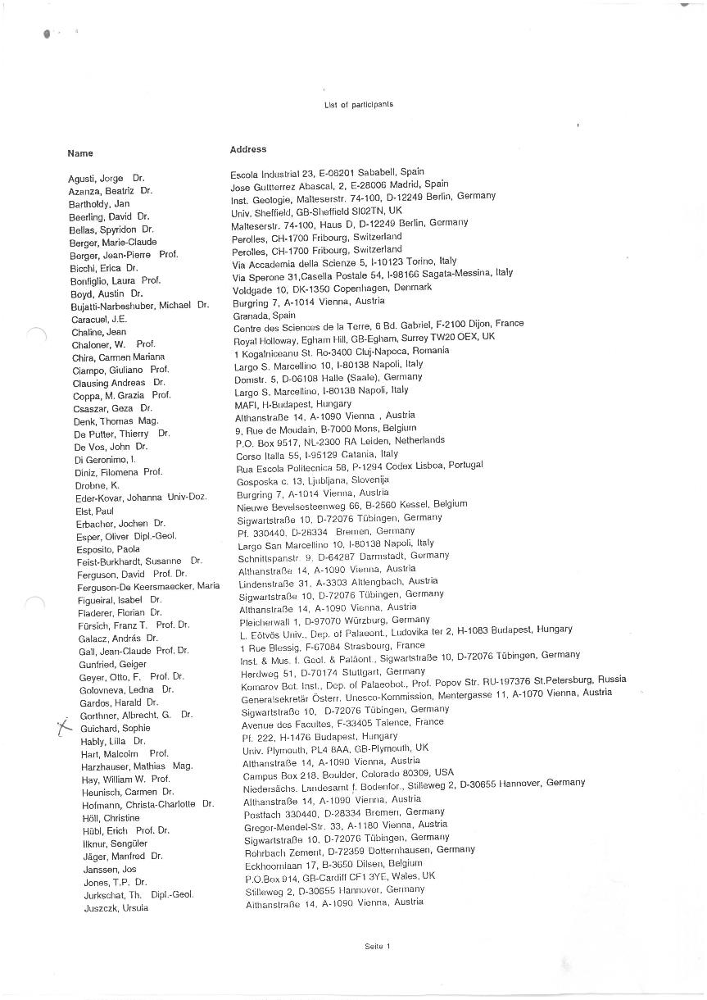 List of participants
Name Address
Agusti, Jorge Dr. Escola Industrial 23, E-08201 Sababell, Spain
Azanza, Beatriz Dr. Jose Gultterrez Abascal, 2, E-28006 Madrid, Spain
Bartholdy, Jan Inst. Geologie, Malteserstr. 74-100, D-12249 Berlin, Germany
Beerling, David Dr. Univ. Sheffield, GB-Sheffield SI02TN, UK
Bellas, Spyridon Dr. Malteserstr. 74-100, Haus D, D-12249 Berlin, Germany
Berger, Marie-Claude Perolles, CH-1700 Fribourg, Switzerland
Berger, Jean-Pierre Prof. Perolles, CH-1700 Fribourg, Switzerland
Bicchi, Erica Dr. Via Accademia della Scienze 5, I-10123 Torino, Italy
Bonfiglio, Laura Prof. Via Sperone 31,Casella Postale 54, I-98166 Sagata-Messina, Italy
Boyd, Austin Dr. Voldgade 10, DK-1350 Copenhagen, Denmark
Bujatti-Narbeshuber, Michael Dr. Burgring 7, A-1014 Vienna, Austria
Caracuel, J.E. Granada, Spain
Chaline, Jean Centre des Sciences de la Terre, 6 Bd. Gabriel, F-2100 Dijon, France
Chaloner, W. Prof. Royal Holloway, Egham Hill, GB-Egham, Surrey TW20 OEX, UK
Chira, Carmen Mariana 1 Kogalniceanu St. Ro-3400 Cluj-Napoca, Romania
Ciampo, Giuliano Prof. Largo S. Marcellino 10, I-80138 Napoli, Italy
Clausing Andreas Dr. Domstr. 5, D-06108 Halle (Saale), Germany
Coppa, M. Grazia Prof. Largo S. Marcellino, I-80138 Napoli, Italy
Csaszar, Geza Dr. MAFI, H-Budapest, Hungary
Denk, Thomas Mag. Althanstraße 14, A-1090 Vienna , Austria
De Putter, Thierry Dr. 9, Rue de Moudain, B-7000 Mons, Belgium
De Vos, John Dr. P.O. Box 9517, NL-2300 RA Leiden, Netherlands
Di Geronimo, I. Corso Italia 55, I-95129 Catania, Italy
Diniz, Filomena Prof. Rua Escola Politecnica 58, P-1294 Codex Lisboa, Portugal
Drobne, K. Gosposka c. 13, Ljubljana, Slovenija
Eder-Kovar, Johanna Univ-Doz. Burgring 7, A-1014 Vienna, Austria
Elst, Paul Nieuwe Bevelsesteenweg 66, B-2560 Kessel, Belgium
Erbacher, Jochen Dr. Sigwartstraße 10, D-72076 Tübingen, Germany
Esper, Oliver Dipl.-Geol. Pf. 330440, D-28334 Bremen, Germany
Esposito, Paola Largo San Marcellino 10, I-80138 Napoli, Italy
Feist-Burkhardt, Susanne Dr. Schnittspanstr. 9, D-64287 Darmstadt, Germany
Ferguson, David Prof. Dr. Althanstraße 14, A-1090 Vienna, Austria
Ferguson-De Keersmaecker, Maria Lindenstraße 31, A-3303 Altlengbach, Austria
Figueiral, Isabel Dr. Sigwartstraße 10, D-72076 Tübingen, Germany
Fladerer, Florian Dr. Althanstraße 14, A-1090 Vienna, Austria
Fürsich, Franz T. Prof. Dr. Pleicherwall 1, D-97070 Würzburg, Germany
Galacz, András Dr. L. Eötvös Univ., Dep. of Palaeont., Ludovika ter 2, H-1083 Budapest, Hungary
Gall, Jean-Claude Prof. Dr. 1 Rue Blessig, F-67084 Strasbourg, France
Gunfried, Geiger Inst. & Mus. f. Geol. & Paläont., Sigwartstraße 10, D-72076 Tübingen, Germany
Geyer, Otto, F. Prof. Dr. Herdweg 51, D-70174 Stuttgart, Germany
Golovneva, Ledna Dr. Komarov Bot. Inst., Dep. of Palaeobot., Prof. Popov Str. RU-197376 St.Petersburg, Russia
Gardos, Harald Dr. Generalsekretär Österr. Unesco-Kommission, Mentergasse 11, A-1070 Vienna, Austria
Gorthner, Albrecht, G. Dr. Sigwartstraße 10, D-72076 Tübingen, Germany
Guichard, Sophie Avenue des Facultes, F-33405 Talence, France
Hably, Lilla Dr. Pf. 222, H-1476 Budapest, Hungary
Hart, Malcolm Prof. Univ. Plymouth, PL4 8AA, GB-Plymouth, UK
Harzhauser, Mathias Mag. Althanstraße 14, A-1090 Vienna, Austria
Hay, William W. Prof. Campus Box 218, Boulder, Colorado 80309, USA
Heunisch, Carmen Dr. Niedersächs. Landesamt f. Bodenfor., Stilleweg 2, D-30655 Hannover, Germany
Hofmann, Christa-Charlotte Dr. Althanstraße 14, A-1090 Vienna, Austria
Höll, Christine Postfach 330440, D-28334 Bremen, Germany
Hübl, Erich Prof. Dr. Gregor-Mendel-Str. 33, A-1180 Vienna, Austria
Ilknur, Sengüler Sigwartstraße 10, D-72076 Tübingen, Germany
Jäger, Manfred Dr. Rohrbach Zement, D-72359 Dotternhausen, Germany
Janssen, Jos Eckhoornlaan 17, B-3650 Dilsen, Belgium
Jones, T.P. Dr. P.O.Box 914, GB-Cardiff CF1 3YE, Wales, UK
Jurkschat, Th. Dipl.-Geol. Stilleweg 2, D-30655 Hannover, Germany
Juszczk, Ursula Althanstraße 14, A-1090 Vienna, Austria
Seite 1